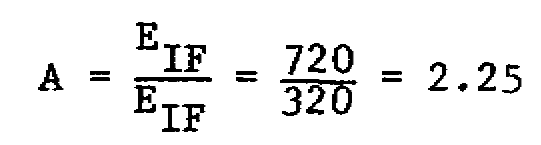 A = E_IF / E_IF = 720 / 320 = 2.25